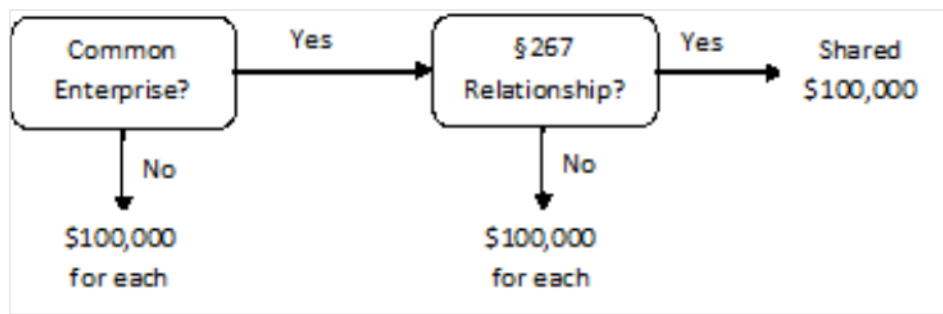 Common
Enterprise?
Yes
§267
Relationship?
Yes
Shared
$100,000
No
$100,000
for each
No
$100,000
for each